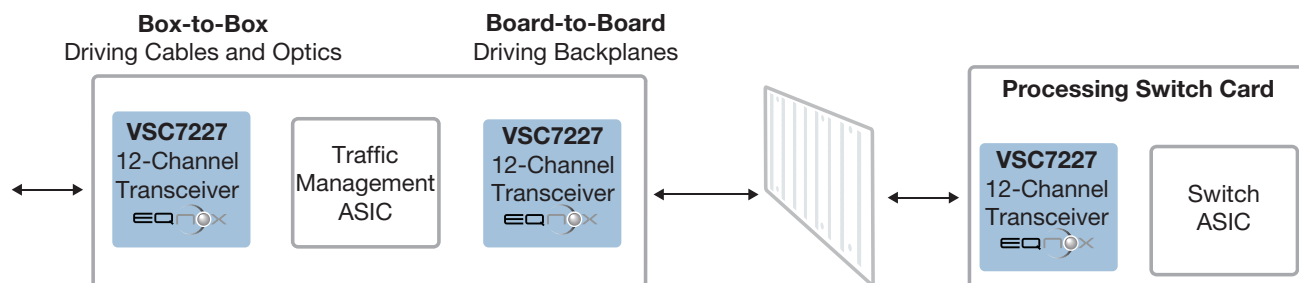 Box-to-Box
Driving Cables and Optics
Board-to-Board
Driving Backplanes
VSC7227
12-Channel
Transceiver
EQNOX
Traffic
Management
ASIC
VSC7227
12-Channel
Transceiver
EQNOX
Processing Switch Card
VSC7227
12-Channel
Transceiver
EQNOX
Switch
ASIC